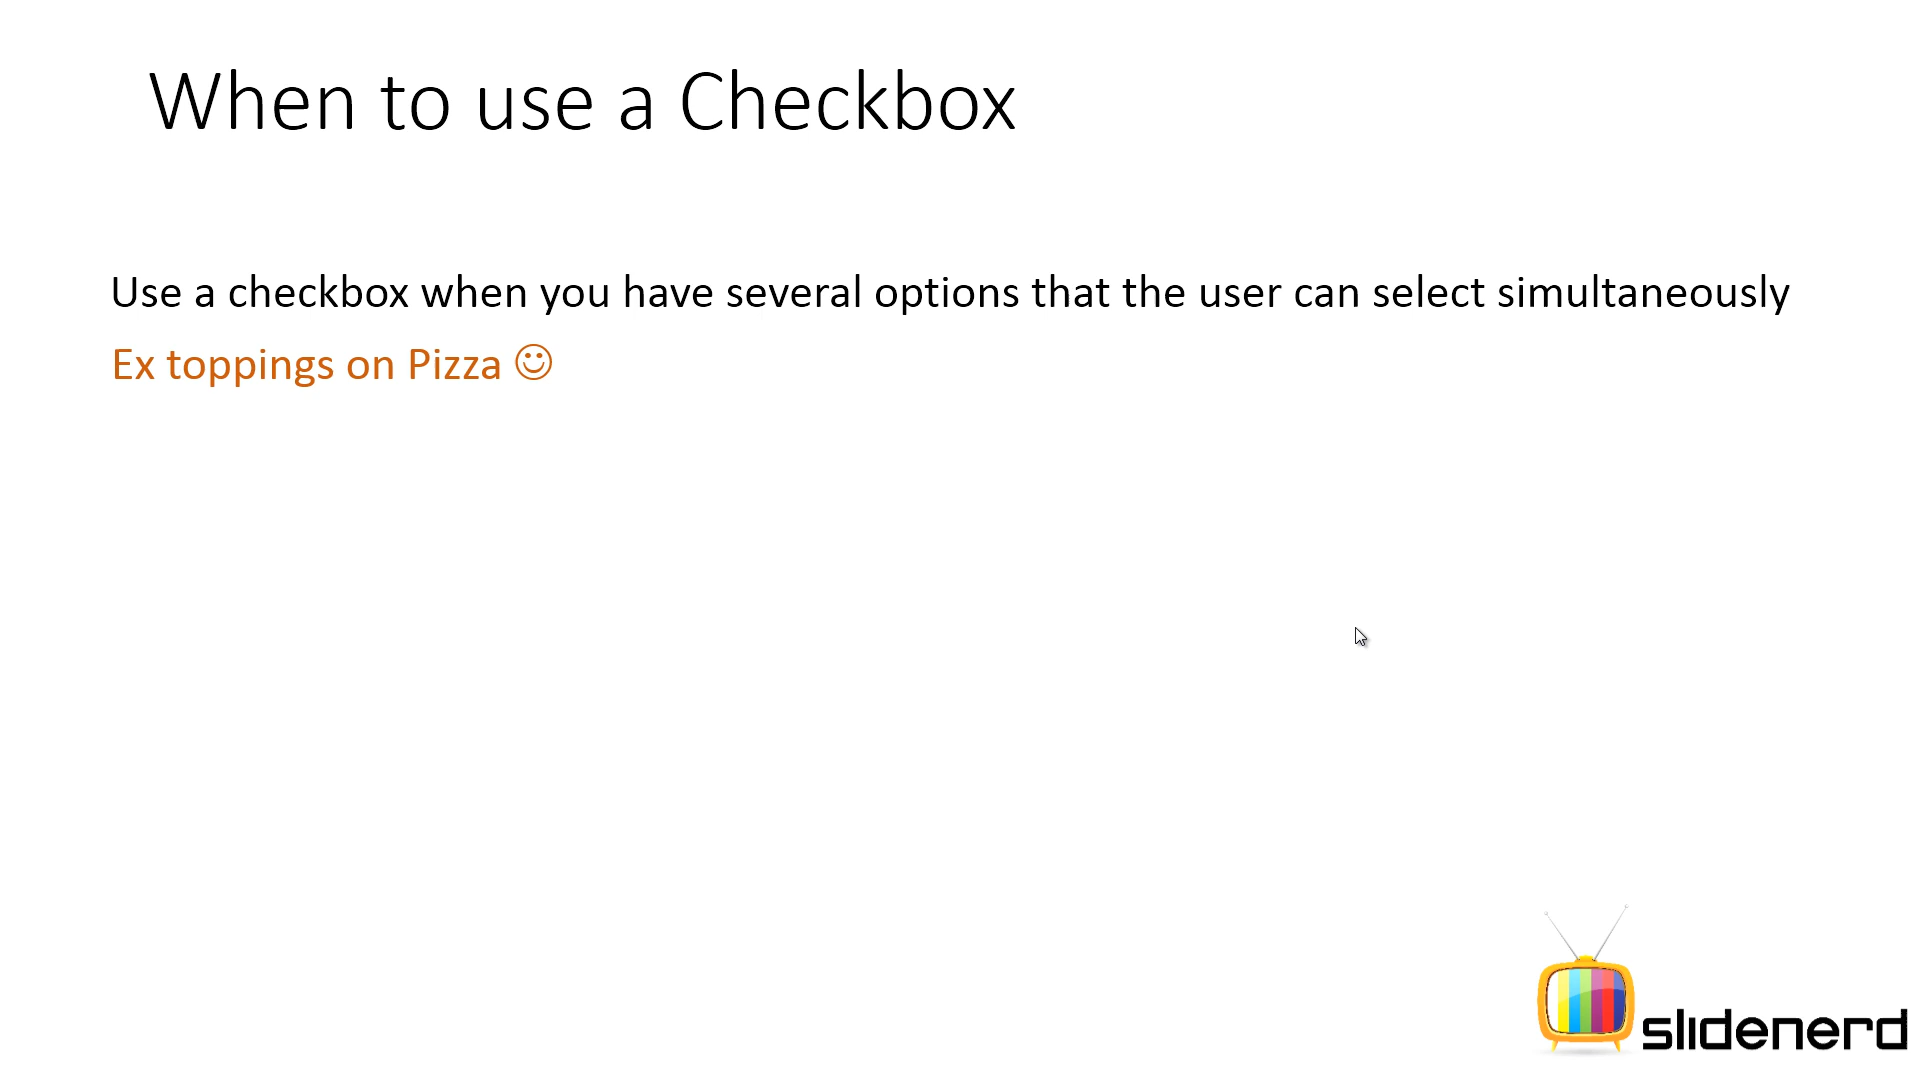 When to use a Checkbox
Use a checkbox when you have several options that the user can select simultaneously
Ex toppings on Pizza ☺
slidenerd